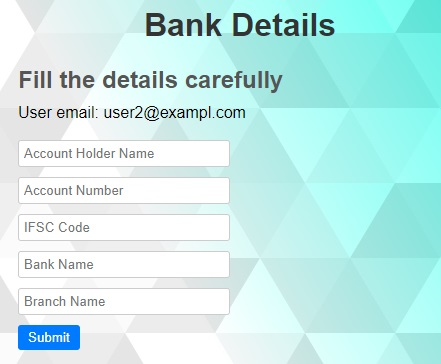 Bank Details
Fill the details carefully
User email: user2@exampl.com
Account Holder Name
Account Number
IFSC Code
Bank Name
Branch Name
Submit